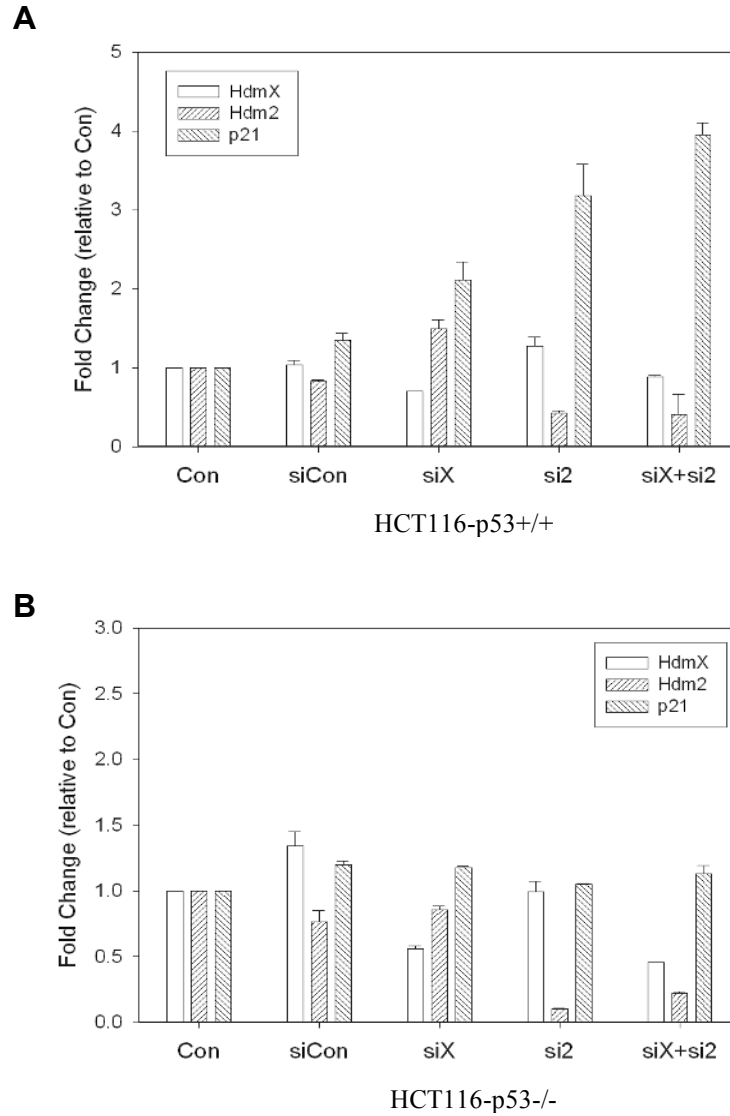 A
Fold Change (relative to Con)
5
4
3
2
1
0
HdmX
Hdm2
p21
Con siCon siX si2 siX+si2
HCT116-p53+/+
B
Fold Change (relative to Con)
3.0
2.5
2.0
1.5
1.0
0.5
0.0
HdmX
Hdm2
p21
Con siCon siX si2 siX+si2
HCT116-p53-/-